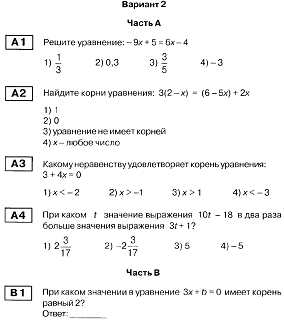 Вариант 2
Часть А
А1 Решите уравнение: – 9x + 5 = 6x – 4
1) 1/3 2) 0,3 3) 3/5 4) – 3
А2 Найдите корни уравнения: 3(2 – x) = (6 – 5x) + 2x
1) 1
2) 0
3) уравнение не имеет корней
4) x – любое число
А3 Какому неравенству удовлетворяет корень уравнения:
3 + 4x = 0
1) x < – 2 2) x > –1 3) x > 1 4) x < – 3
А4 При каком t значение выражения 10t – 18 в два раза
больше значения выражения 3t + 1?
1) 2 3/17 2) –2 3/17 3) 5 4) – 5
Часть В
В1 При каком значении в уравнение 3x + b = 0 имеет корень
равный 2?
Ответ: ________